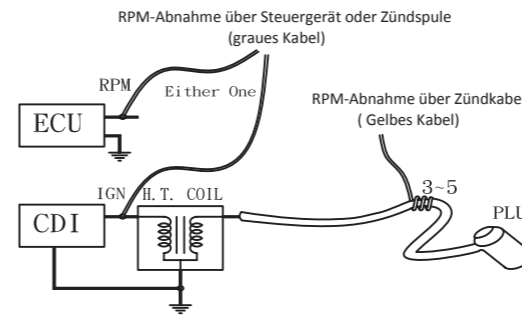 RPM-Abnahme über Steuergerät oder Zündspule
(graues Kabel)
RPM
Either One
RPM-Abnahme über Zündkabe
( Gelbes Kabel)
ECU
3~5
IGN H.T. COIL
PLU
CDI